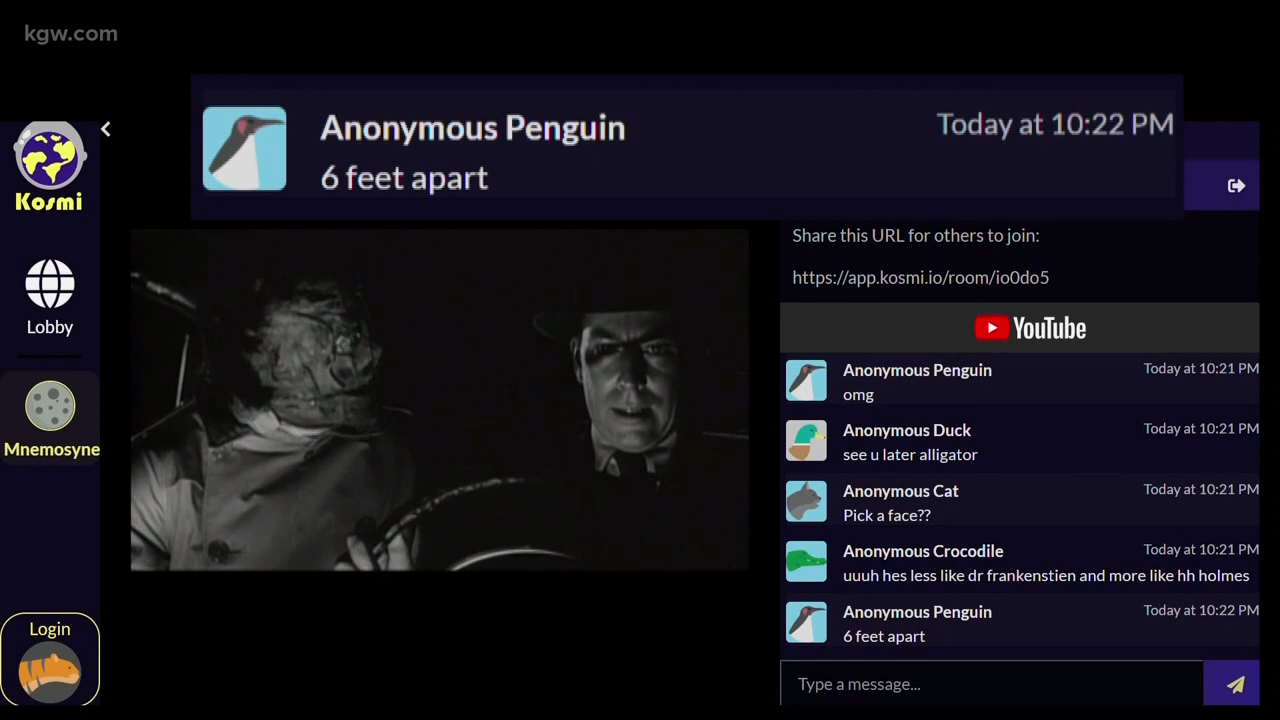 kgw.com
Anonymous Penguin
Today at 10:22 PM
6 feet apart
Kosmi
Lobby
Mnemosyne
Login
Share this URL for others to join:
https://app.kosmi.io/room/io0do5
YouTube
Anonymous Penguin
Today at 10:21 PM
omg
Anonymous Duck
Today at 10:21 PM
see u later alligator
Anonymous Cat
Today at 10:21 PM
Pick a face??
Anonymous Crocodile
Today at 10:21 PM
uuuh hes less like dr frankenstien and more like hh holmes
Anonymous Penguin
Today at 10:22 PM
6 feet apart
Type a message...